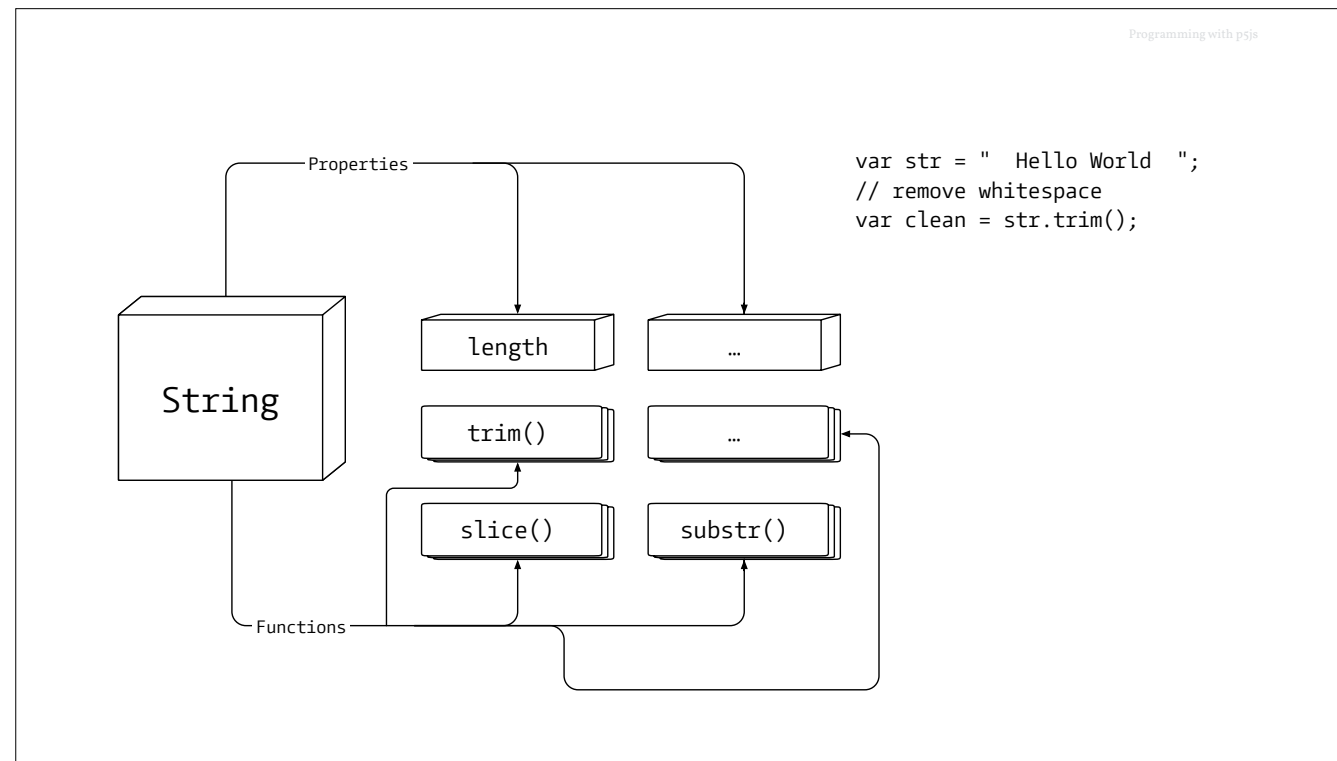 Programming with p5js
Properties
var str = "  Hello World  ";
// remove whitespace
var clean = str.trim();
String
length
…
trim()
…
slice()
substr()
Functions